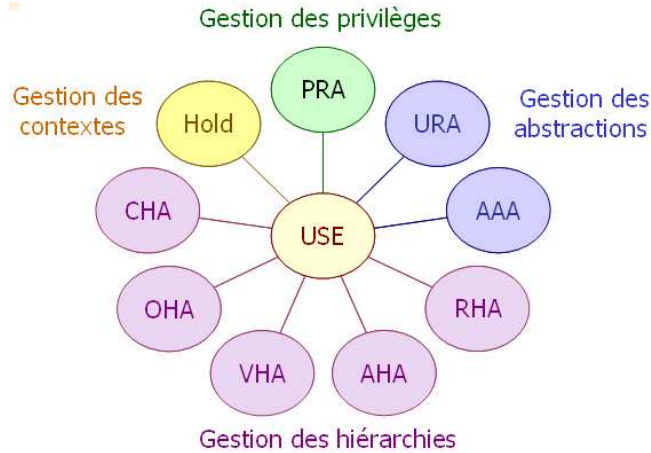 Gestion des privilèges
PRA
Gestion des
contextes
Hold
URA
Gestion des
abstractions
CHA
USE
AAA
OHA
RHA
VHA
AHA
Gestion des hiérarchies